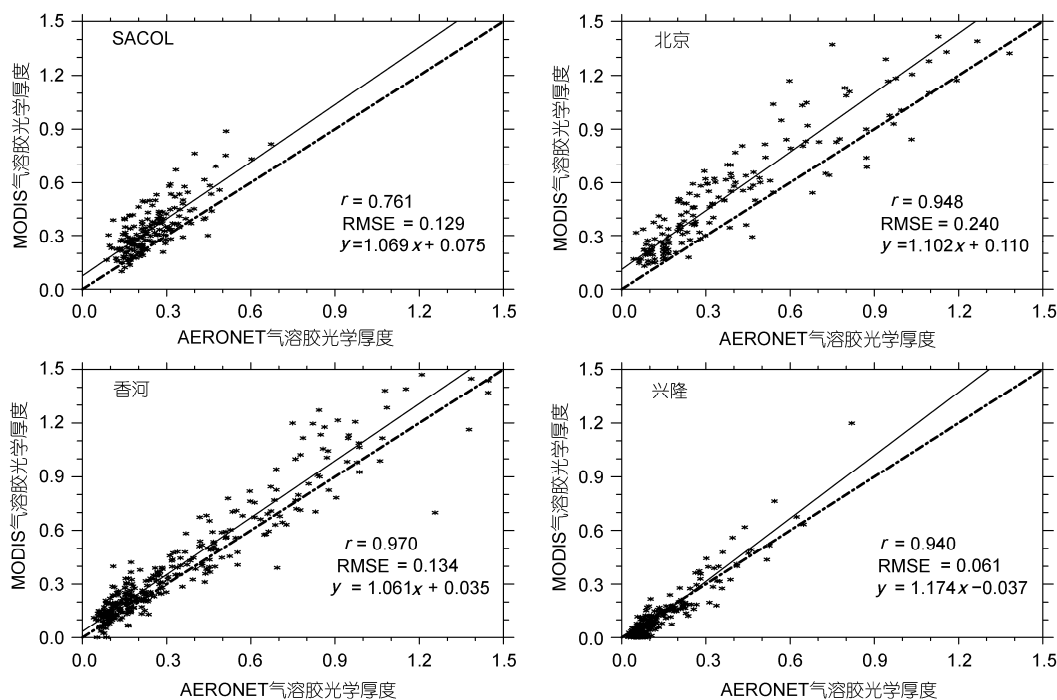 SACOL
1.5
1.2
0.9
0.6
0.3
0.0
MODIS气溶胶光学厚度
r = 0.761
RMSE = 0.129
y=1.069x + 0.075
0.0 0.3 0.6 0.9 1.2 1.5
AERONET气溶胶光学厚度
北京
1.5
1.2
0.9
0.6
0.3
0.0
MODIS气溶胶光学厚度
r = 0.948
RMSE = 0.240
y=1.102x + 0.110
0.0 0.3 0.6 0.9 1.2 1.5
AERONET气溶胶光学厚度
香河
1.5
1.2
0.9
0.6
0.3
0.0
MODIS气溶胶光学厚度
r = 0.970
RMSE = 0.134
y = 1.061x + 0.035
0.0 0.3 0.6 0.9 1.2 1.5
AERONET气溶胶光学厚度
兴隆
1.5
1.2
0.9
0.6
0.3
0.0
MODIS气溶胶光学厚度
r = 0.940
RMSE = 0.061
y = 1.174x−0.037
0.0 0.3 0.6 0.9 1.2 1.5
AERONET气溶胶光学厚度